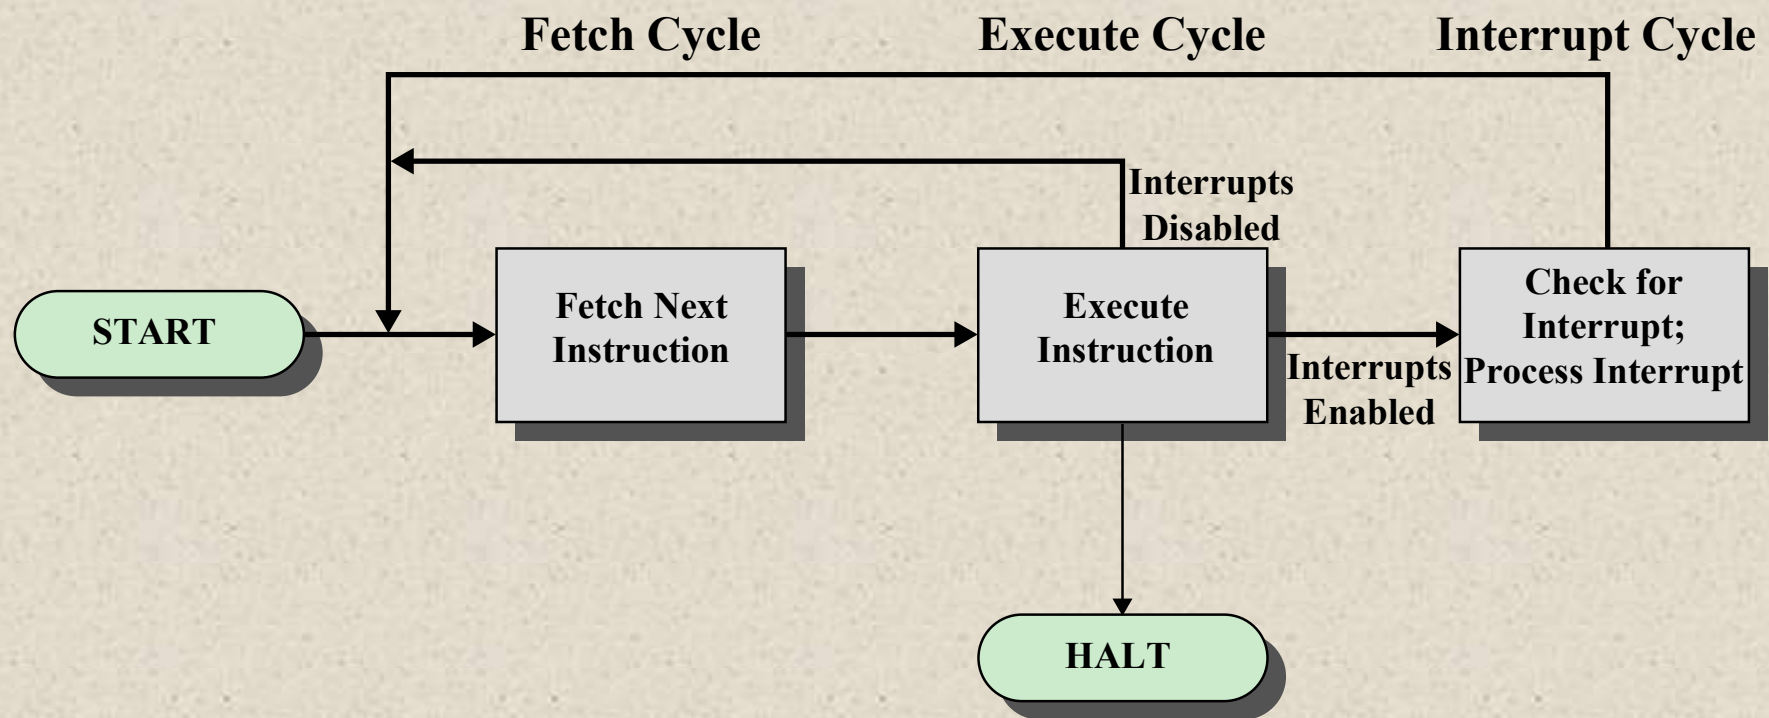 Fetch Cycle
Execute Cycle
Interrupt Cycle
Interrupts
Disabled
START
Fetch Next
Instruction
Execute
Instruction
Interrupts
Enabled
Check for
Interrupt;
Process Interrupt
HALT